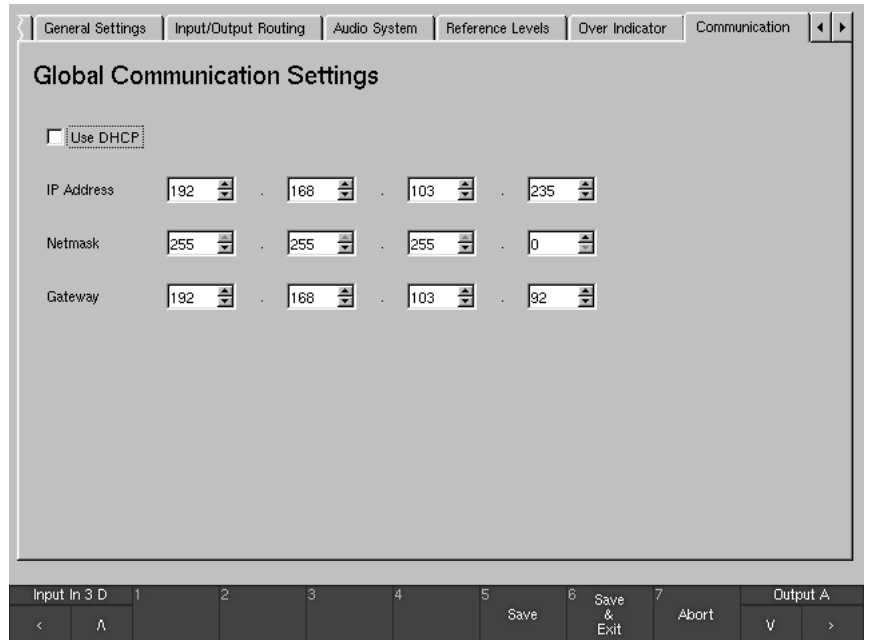 General Settings Input/Output Routing Audio System Reference Levels Over Indicator Communication
Global Communication Settings
Use DHCP
IP Address 192 . 168 . 103 . 235
Netmask 255 . 255 . 255 . 0
Gateway 192 . 168 . 103 . 92
Input In 3 D 1 2 3 4 5 6 7 Output A
Save
Save
&
Exit
Abort
< Λ V >